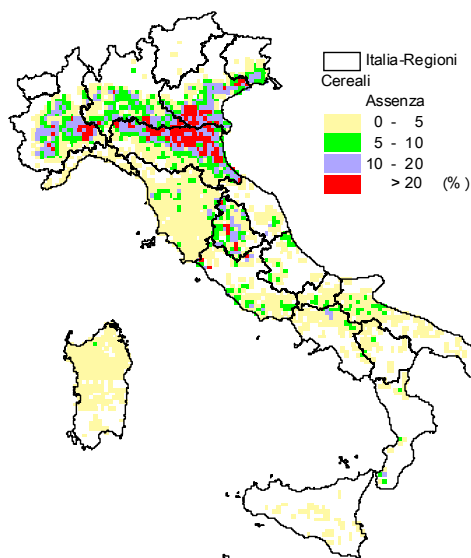 Italia-Regioni
Cereali
Assenza
0 - 5
5 - 10
10 - 20
> 20 (%)